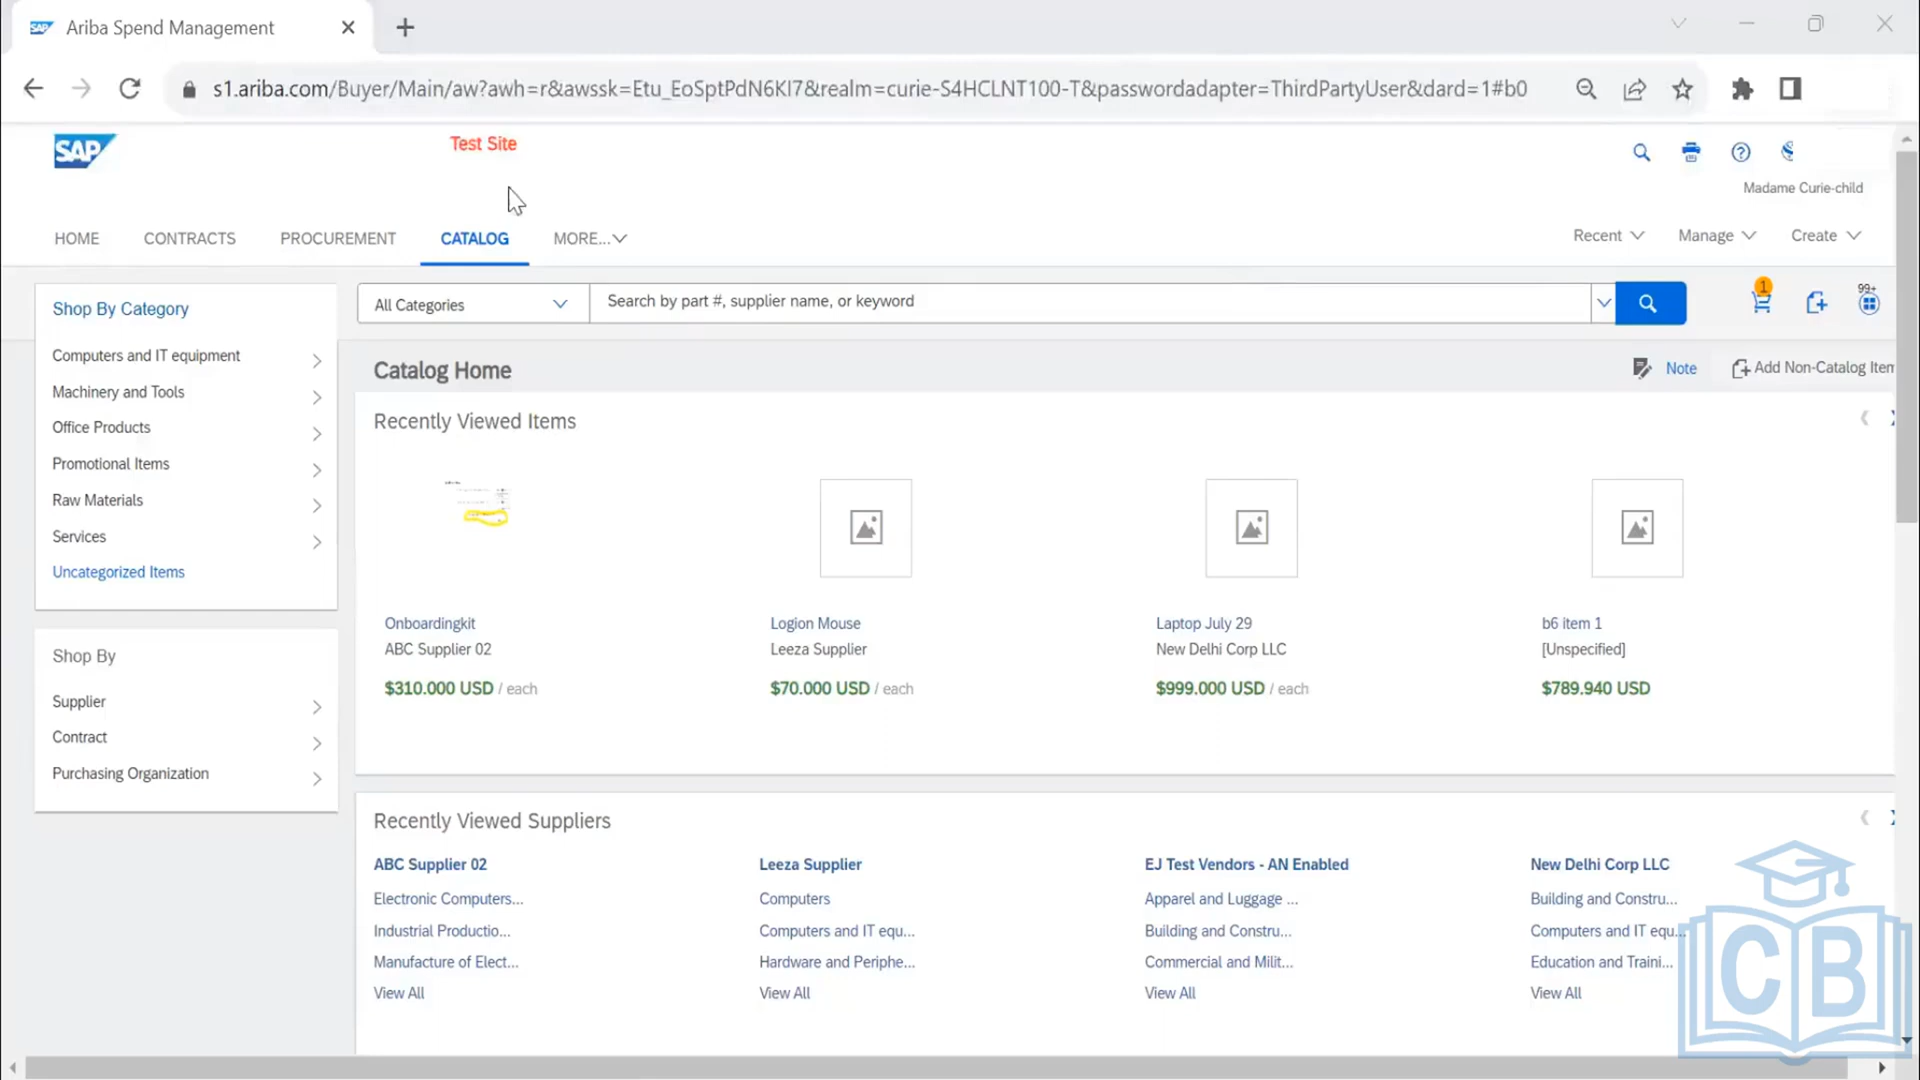 Ariba Spend Management
s1.ariba.com/Buyer/Main/aw?awh=r&awssk=Etu_EoSptPdN6KI7&realm=curie-S4HCLNT100-T&passwordadapter=ThirdPartyUser&dard=1#b0
SAP
Test Site
Madame Curie-child
HOME CONTRACTS PROCUREMENT CATALOG MORE... Recent Manage Create
Shop By Category
All Categories Search by part #, supplier name, or keyword 1 99+
Computers and IT equipment
Machinery and Tools
Office Products
Promotional Items
Raw Materials
Services
Uncategorized Items
Shop By
Supplier
Contract
Purchasing Organization
Catalog Home Note Add Non-Catalog Item
Recently Viewed Items
Onboardingkit
ABC Supplier 02
$310.000 USD / each
Logion Mouse
Leeza Supplier
$70.000 USD / each
Laptop July 29
New Delhi Corp LLC
$999.000 USD / each
b6 item 1
[Unspecified]
$789.940 USD
Recently Viewed Suppliers
ABC Supplier 02
Electronic Computers...
Industrial Productio...
Manufacture of Elect...
View All
Leeza Supplier
Computers
Computers and IT equ...
Hardware and Periphe...
View All
EJ Test Vendors - AN Enabled
Apparel and Luggage ...
Building and Constru...
Commercial and Milit...
View All
New Delhi Corp LLC
Building and Constru...
Computers and IT equ...
Education and Traini...
View All
CB